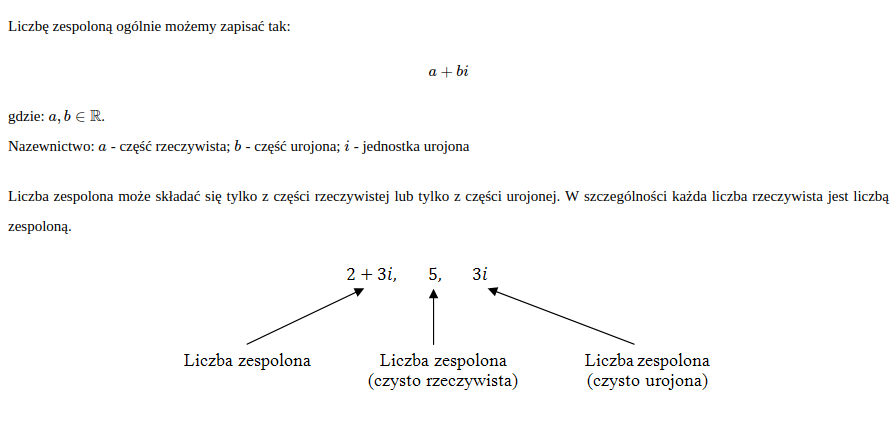 Liczbę zespoloną ogólnie możemy zapisać tak:
a + bi
gdzie: a, b ∈ ℝ.
Nazewnictwo: a - część rzeczywista; b - część urojona; i - jednostka urojona
Liczba zespolona może składać się tylko z części rzeczywistej lub tylko z części urojonej. W szczególności każda liczba rzeczywista jest liczbą
zespoloną.
2 + 3i, 5, 3i
Liczba zespolona Liczba zespolona Liczba zespolona
(czysto rzeczywista) (czysto urojona)